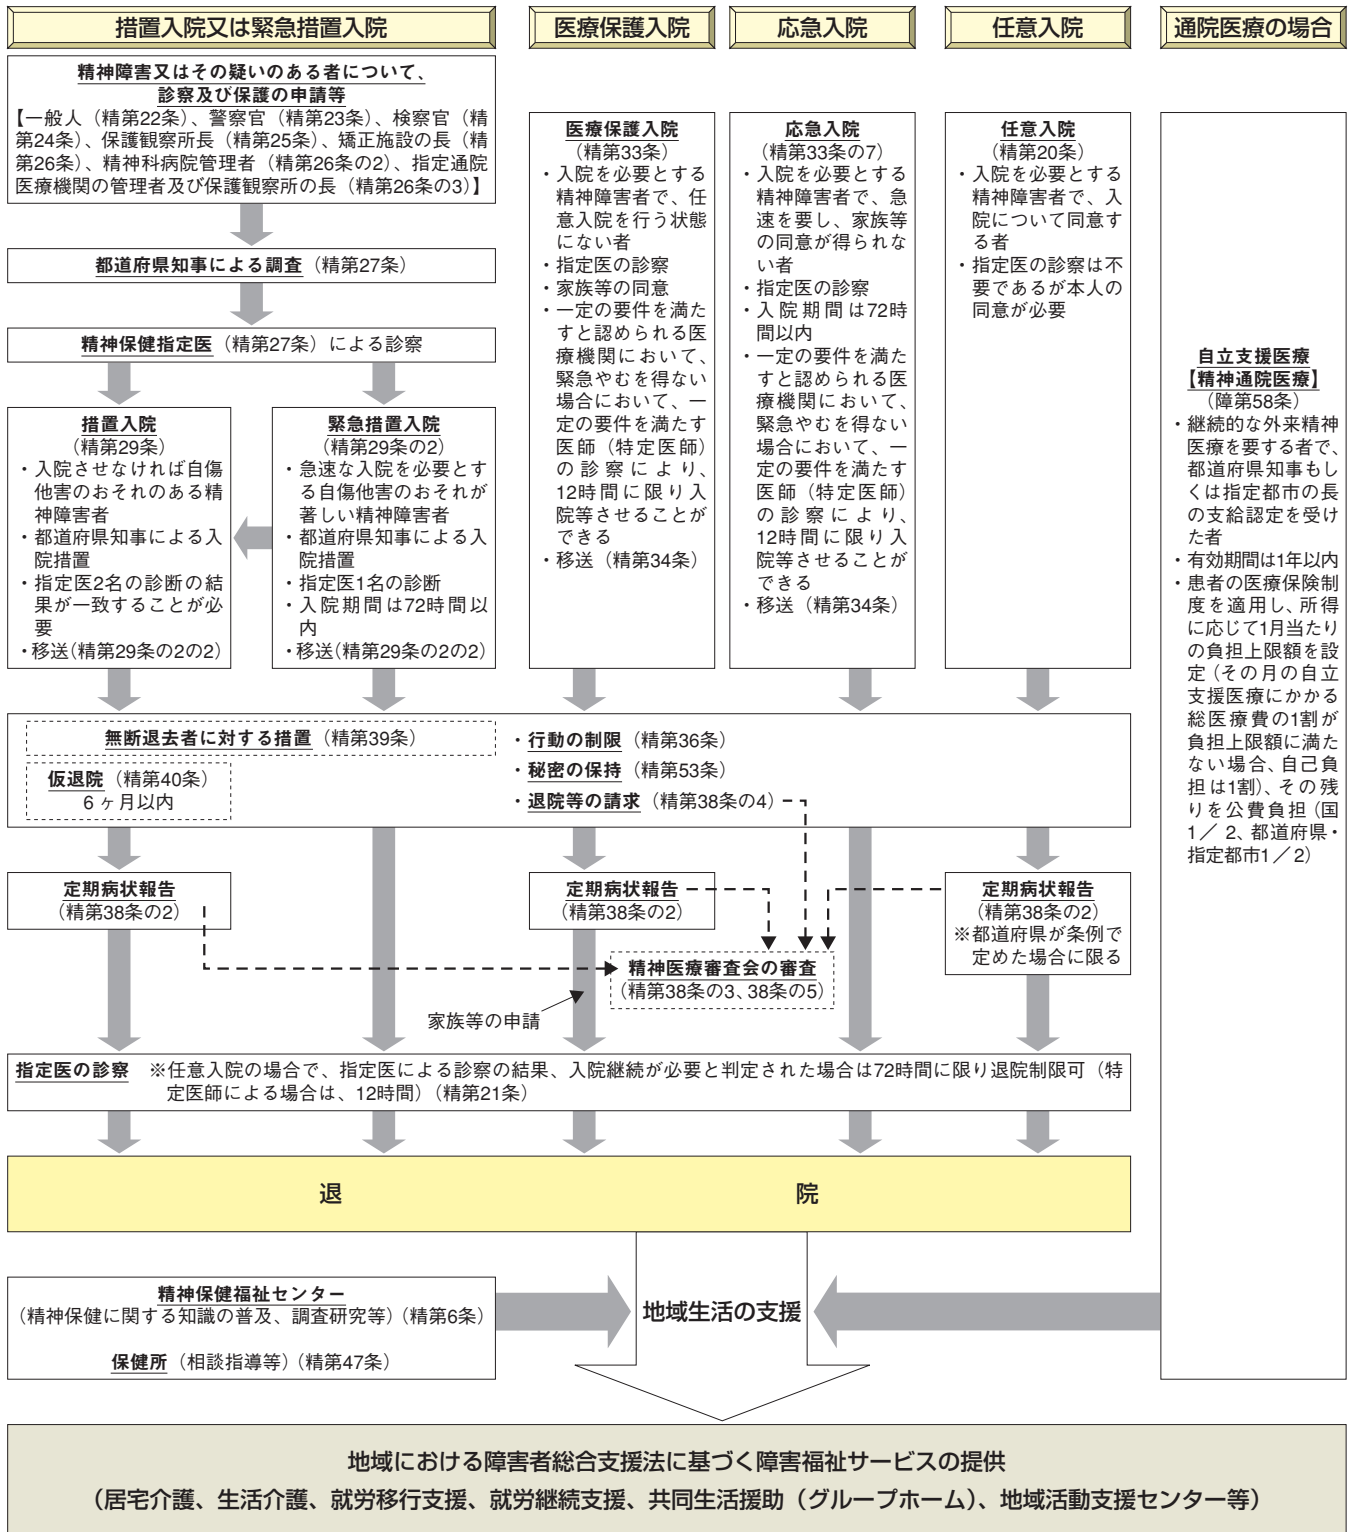 措置入院又は緊急措置入院
医療保護入院
応急入院
任意入院
通院医療の場合
精神障害又はその疑いのある者について、
診察及び保護の申請等
【一般人（精第22条）、警察官（精第23条）、検察官（精
第24条）、保護観察所長（精第25条）、矯正施設の長（精
第26条）、精神科病院管理者（精第26条の2）、指定通院
医療機関の管理者及び保護観察所の長（精第26条の3）】
都道府県知事による調査（精第27条）
精神保健指定医（精第27条）による診察
措置入院
（精第29条）
・入院させなければ自傷
他害のおそれのある精
神障害者
・都道府県知事による入
院措置
・指定医2名の診断の結
果が一致することが必
要
・移送（精第29条の2の2）
緊急措置入院
（精第29条の2）
・急速な入院を必要とす
る自傷他害のおそれが
著しい精神障害者
・都道府県知事による入
院措置
・指定医1名の診断
・入院期間は72時間以
内
・移送（精第29条の2の2）
医療保護入院
（精第33条）
・入院を必要とする
精神障害者で、任
意入院を行う状態
にない者
・指定医の診察
・家族等の同意
・一定の要件を満た
すと認められる医
療機関において、
緊急やむを得ない
場合において、一
定の要件を満たす
医師（特定医師）
の診察により、
12時間に限り入
院等させることが
できる
・移送（精第34条）
応急入院
（精第33条の7）
・入院を必要とする
精神障害者で、急
速を要し、家族等
の同意が得られな
い者
・指定医の診察
・入院期間は72時
間以内
・一定の要件を満た
すと認められる医
療機関において、
緊急やむを得ない
場合において、一
定の要件を満たす
医師（特定医師）
の診察により、
12時間に限り入
院等させることが
できる
・移送（精第34条）
任意入院
（精第20条）
・入院を必要とする
精神障害者で、入
院について同意す
る者
・指定医の診察は不
要であるが本人の
同意が必要
自立支援医療
【精神通院医療】
（障第58条）
・継続的な外来精神
医療を要する者で、
都道府県知事もし
くは指定都市の長
の支給認定を受け
た者
・有効期間は1年以内
・患者の医療保険制
度を適用し、所得
に応じて1月当たり
の負担上限額を設
定（その月の自立
支援医療にかかる
総医療費の1割が
負担上限額に満た
ない場合、自己負
担は1割）、その残
りを公費負担（国
1／2、都道府県・
指定都市1／2）
無断退去者に対する措置（精第39条）
仮退院（精第40条）
6ヶ月以内
・行動の制限（精第36条）
・秘密の保持（精第53条）
・退院等の請求（精第38条の4）
定期病状報告
（精第38条の2）
定期病状報告
（精第38条の2）
定期病状報告
（精第38条の2）
※都道府県が条例で
定めた場合に限る
精神医療審査会の審査
（精第38条の3、38条の5）
家族等の申請
指定医の診察　※任意入院の場合で、指定医による診察の結果、入院継続が必要と判定された場合は72時間に限り退院制限可（特
定医師による場合は、12時間）（精第21条）
退　院
精神保健福祉センター
（精神保健に関する知識の普及、調査研究等）（精第6条）
保健所（相談指導等）（精第47条）
地域生活の支援
地域における障害者総合支援法に基づく障害福祉サービスの提供
（居宅介護、生活介護、就労移行支援、就労継続支援、共同生活援助（グループホーム）、地域活動支援センター等）